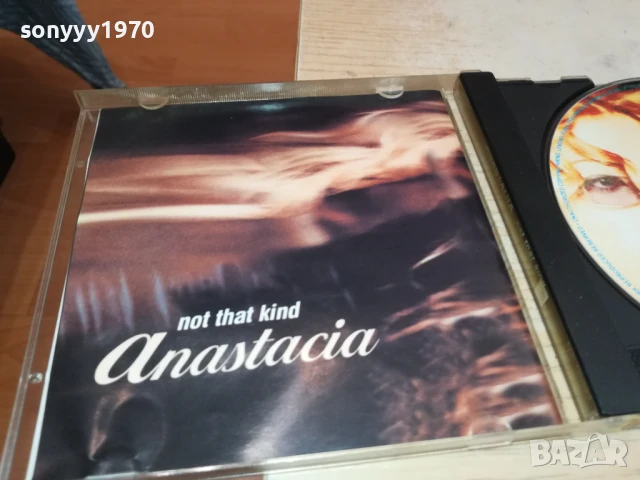 sonyyy1970
not that kind
anastacia
BAZAR